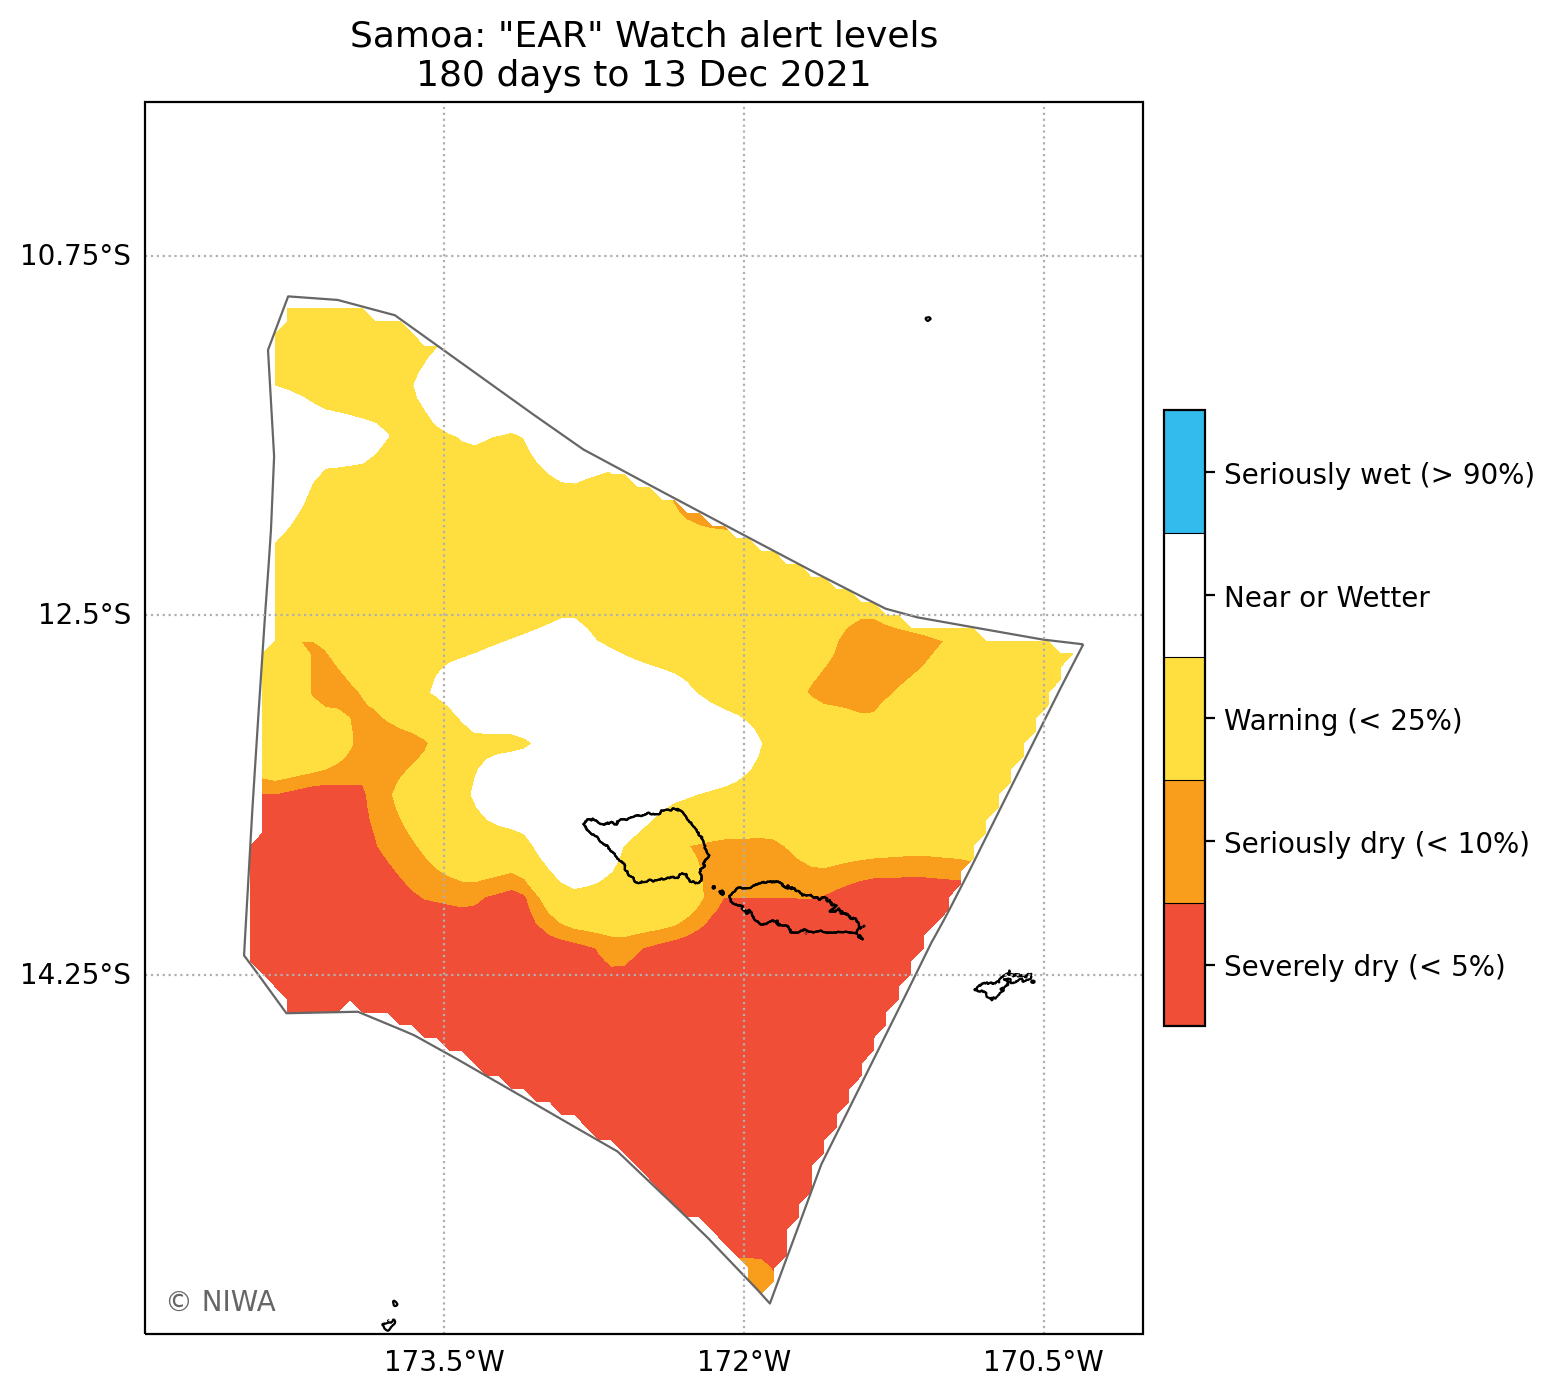 Samoa: "EAR" Watch alert levels
180 days to 13 Dec 2021
10.75°S
12.5°S
14.25°S
173.5°W
172°W
170.5°W
Seriously wet (> 90%)
Near or Wetter
Warning (< 25%)
Seriously dry (< 10%)
Severely dry (< 5%)
© NIWA